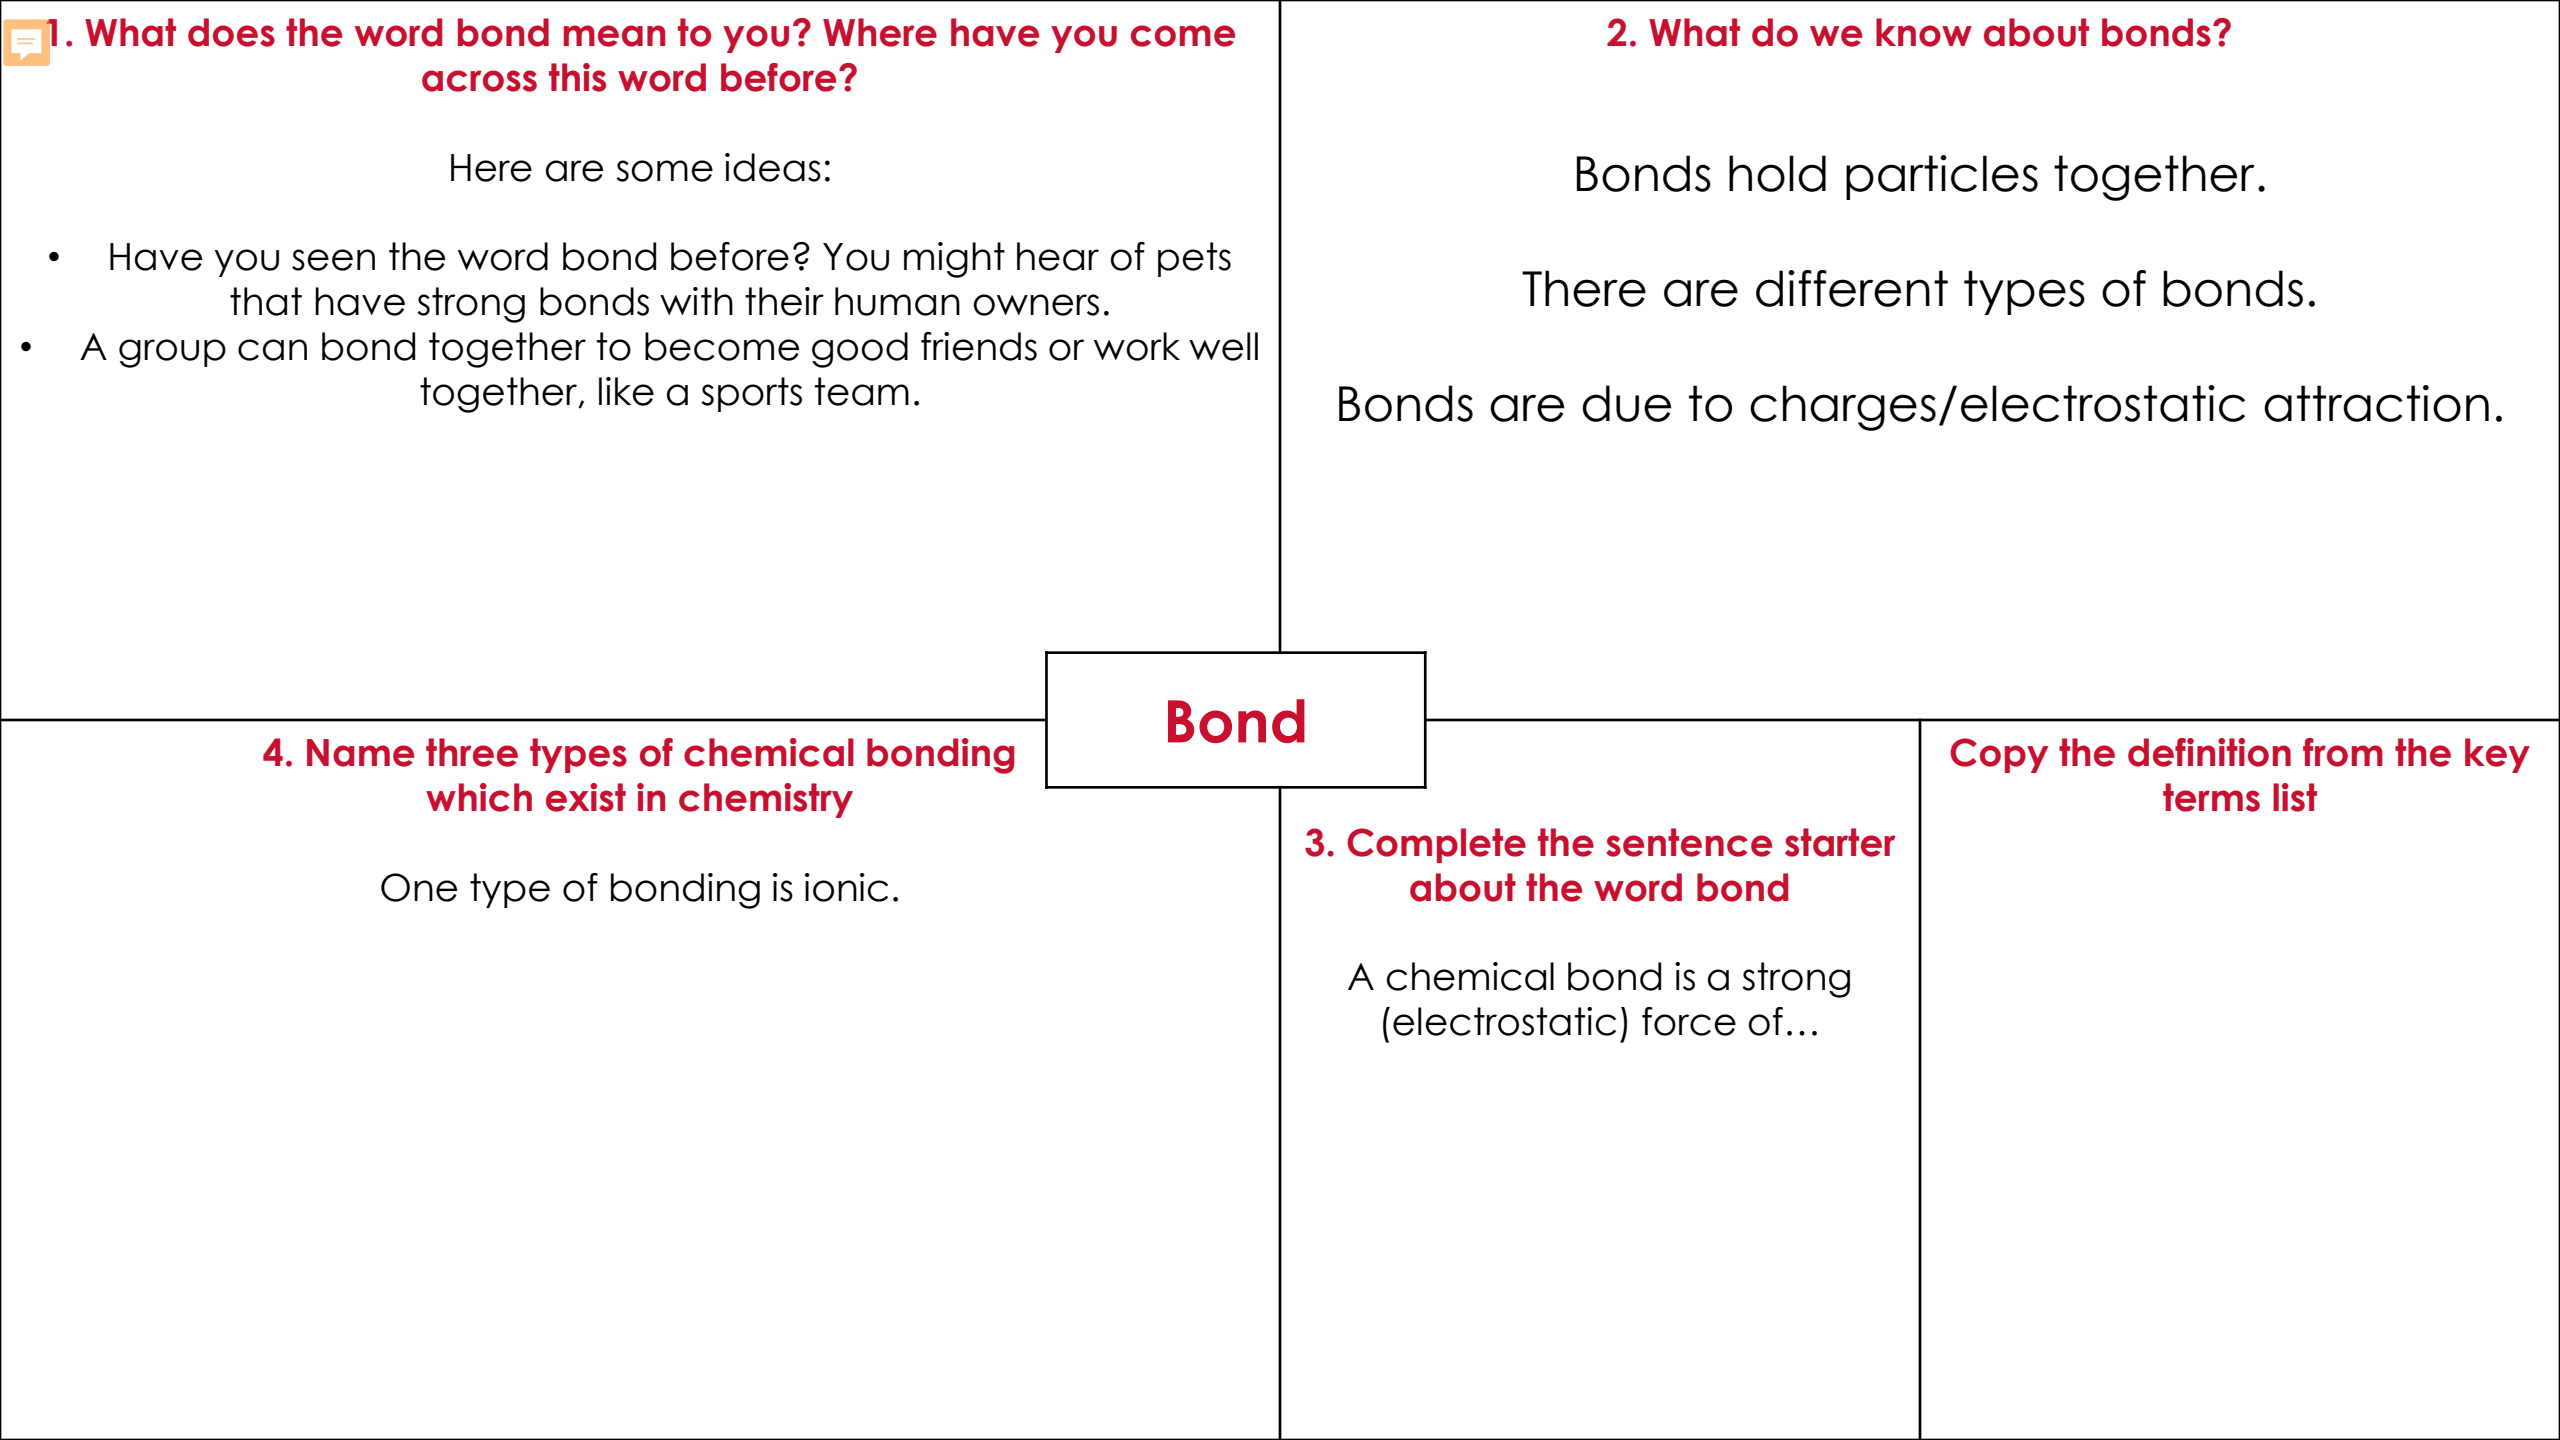 1. What does the word bond mean to you? Where have you come
across this word before?
Here are some ideas:
• Have you seen the word bond before? You might hear of pets
that have strong bonds with their human owners.
• A group can bond together to become good friends or work well
together, like a sports team.
2. What do we know about bonds?
Bonds hold particles together.
There are different types of bonds.
Bonds are due to charges/electrostatic attraction.
Bond
4. Name three types of chemical bonding
which exist in chemistry
One type of bonding is ionic.
3. Complete the sentence starter
about the word bond
A chemical bond is a strong
(electrostatic) force of…
Copy the definition from the key
terms list